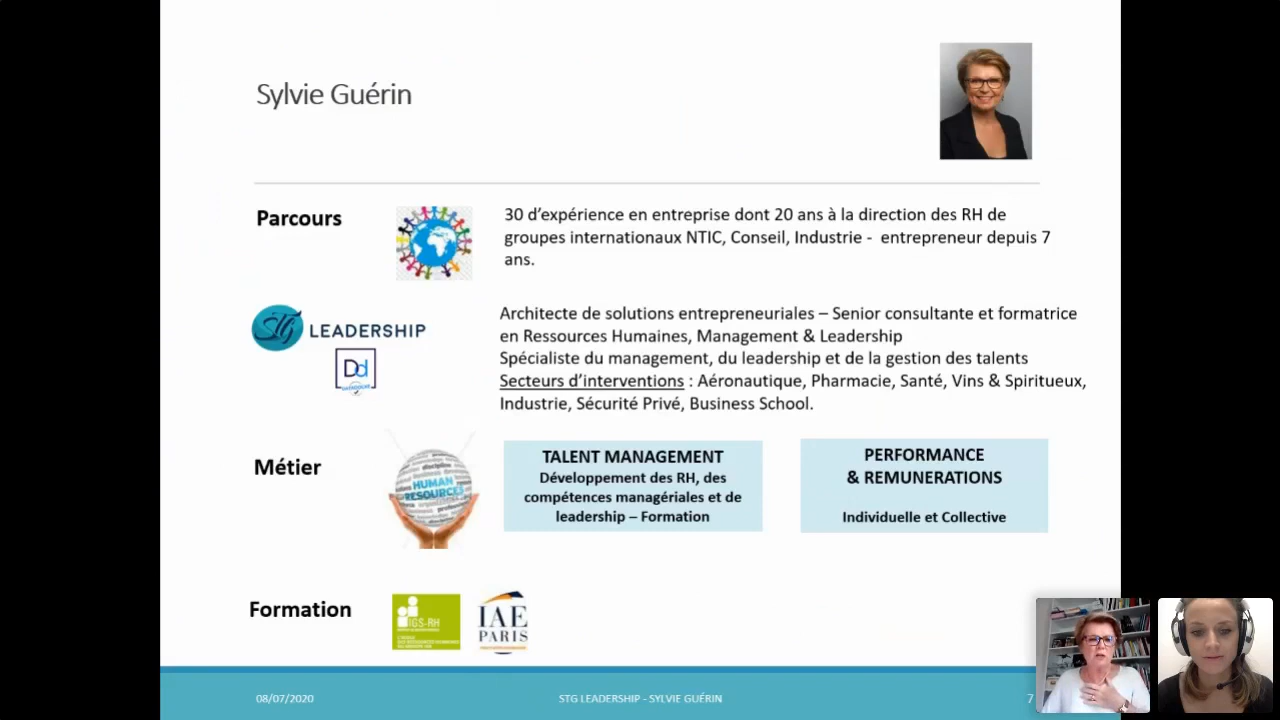 Sylvie Guérin
Parcours
30 d’expérience en entreprise dont 20 ans à la direction des RH de
groupes internationaux NTIC, Conseil, Industrie - entrepreneur depuis 7
ans.
STG LEADERSHIP
Dd
Architecte de solutions entrepreneuriales – Senior consultante et formatrice
en Ressources Humaines, Management & Leadership
Spécialiste du management, du leadership et de la gestion des talents
Secteurs d’interventions : Aéronautique, Pharmacie, Santé, Vins & Spiritueux,
Industrie, Sécurité Privé, Business School.
Métier
HUMAN
RESOURCES
TALENT MANAGEMENT
Développement des RH, des
compétences managériales et de
leadership – Formation
PERFORMANCE
& REMUNERATIONS
Individuelle et Collective
Formation
IGS-RH
IAE
PARIS
08/07/2020
STG LEADERSHIP - SYLVIE GUÉRIN
7